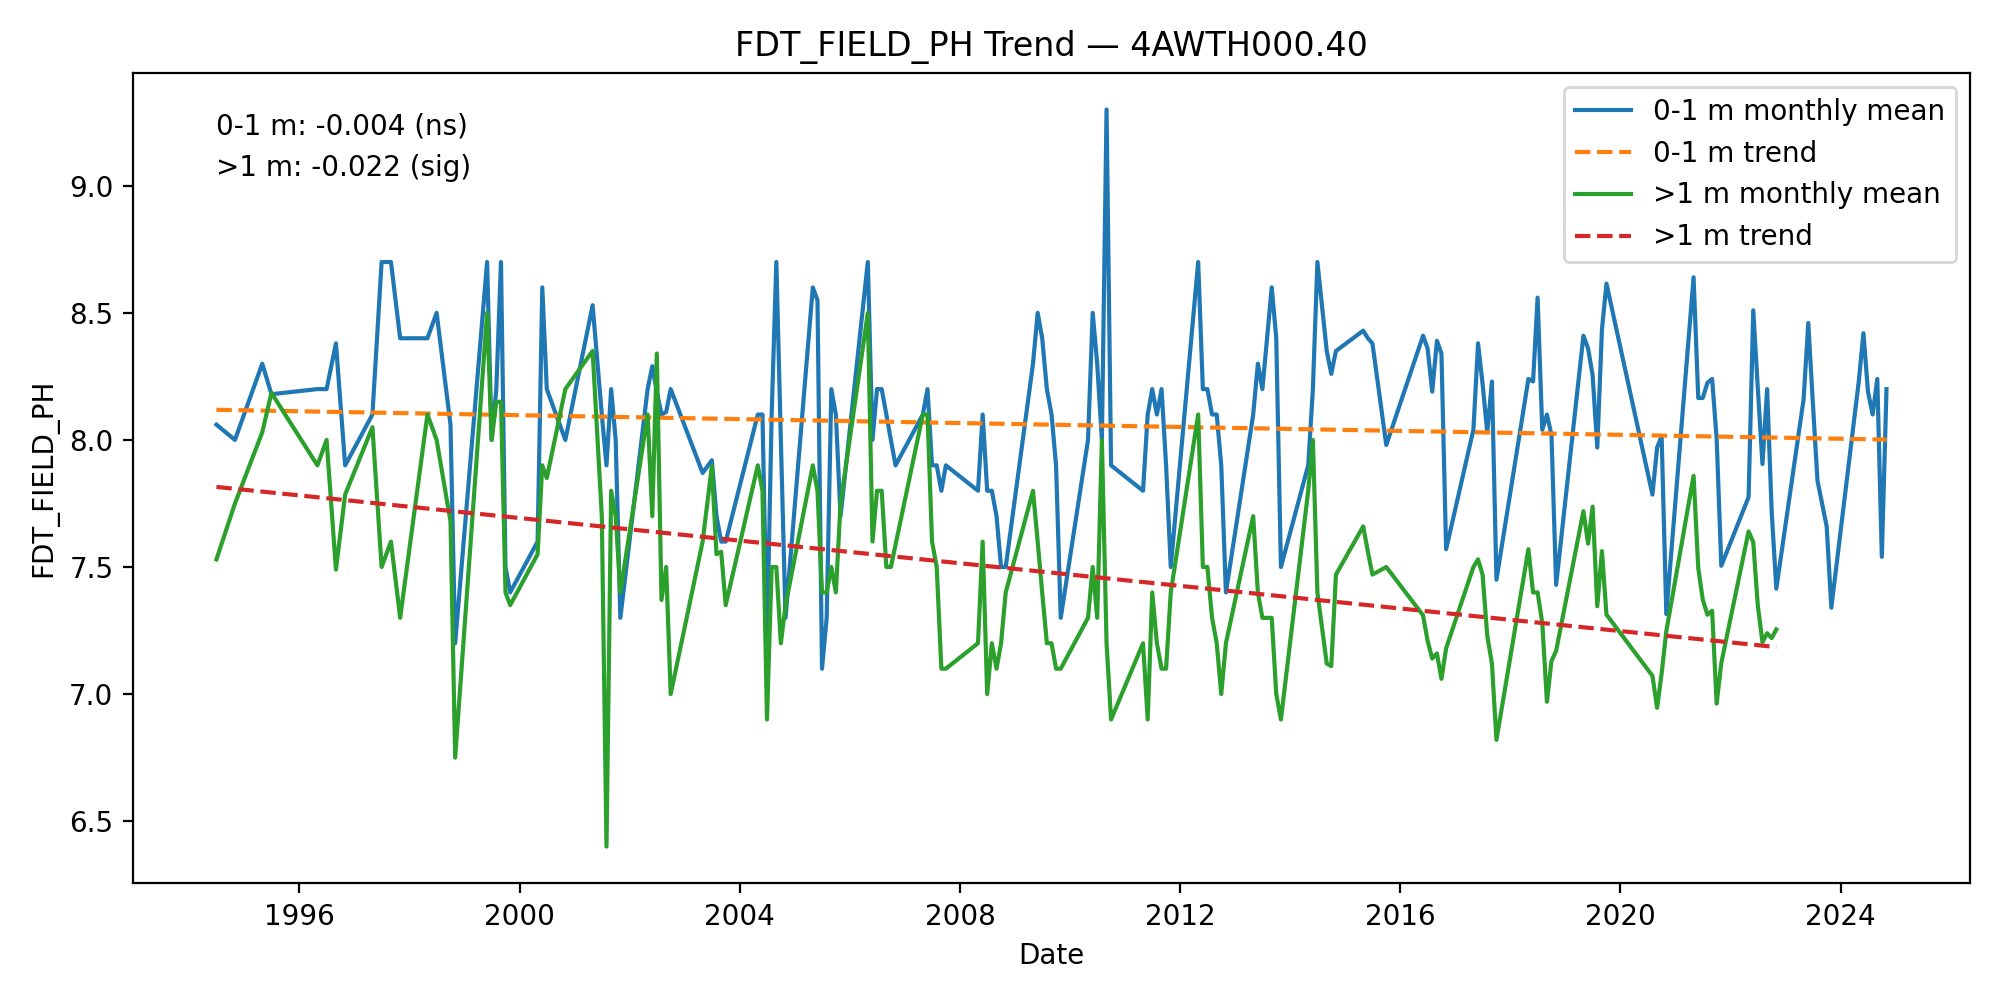 FDT_FIELD_PH Trend — 4AWTH000.40
0-1 m: -0.004 (ns)
>1 m: -0.022 (sig)
0-1 m monthly mean
0-1 m trend
>1 m monthly mean
>1 m trend
FDT_FIELD_PH
9.0
8.5
8.0
7.5
7.0
6.5
1996
2000
2004
2008
2012
2016
2020
2024
Date